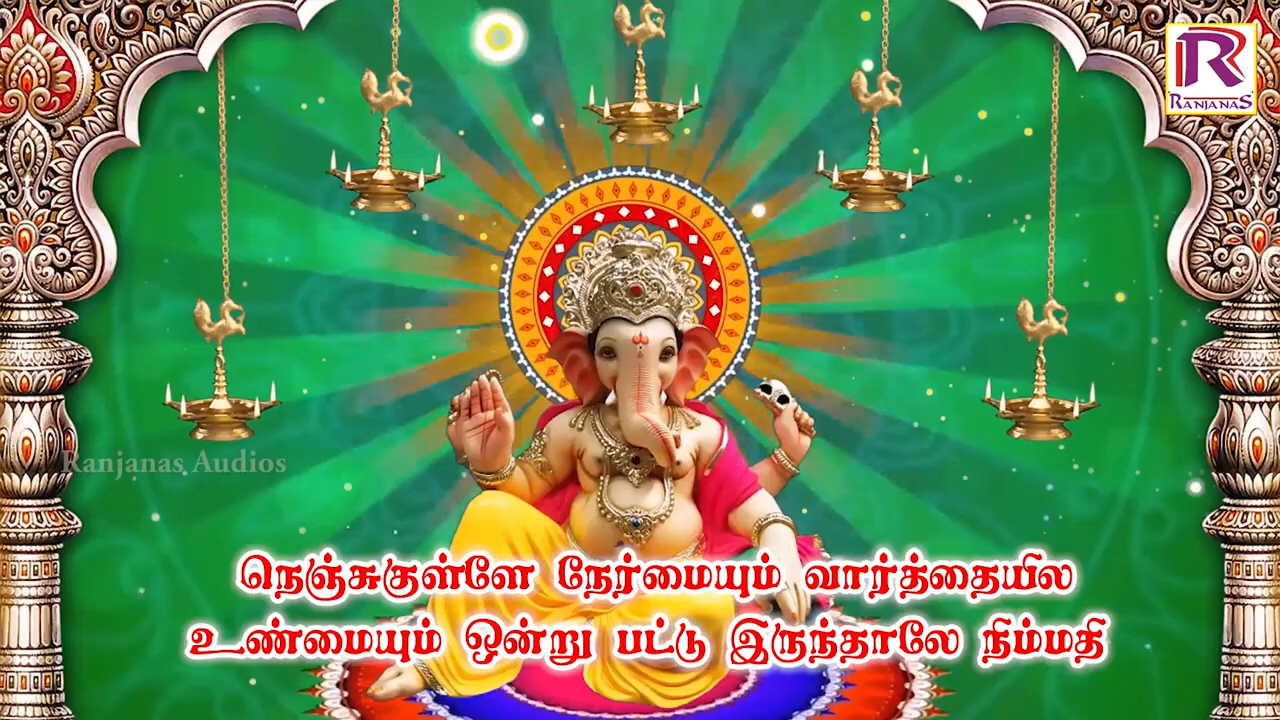 R
RANJANAS
Ranjanas Audios
நெஞ்சுகுள்ளே நேர்மையும் வார்த்தையில
உண்மையும் ஒன்று பட்டு இருந்தாலே நிம்மதி